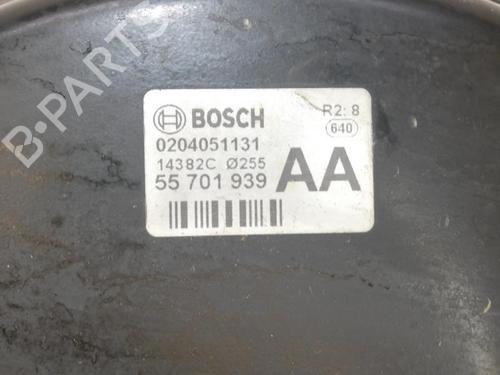 B-PARTS
BOSCH
R2: 8
640
0204051131
14382C Ø255
55 701 939
AA